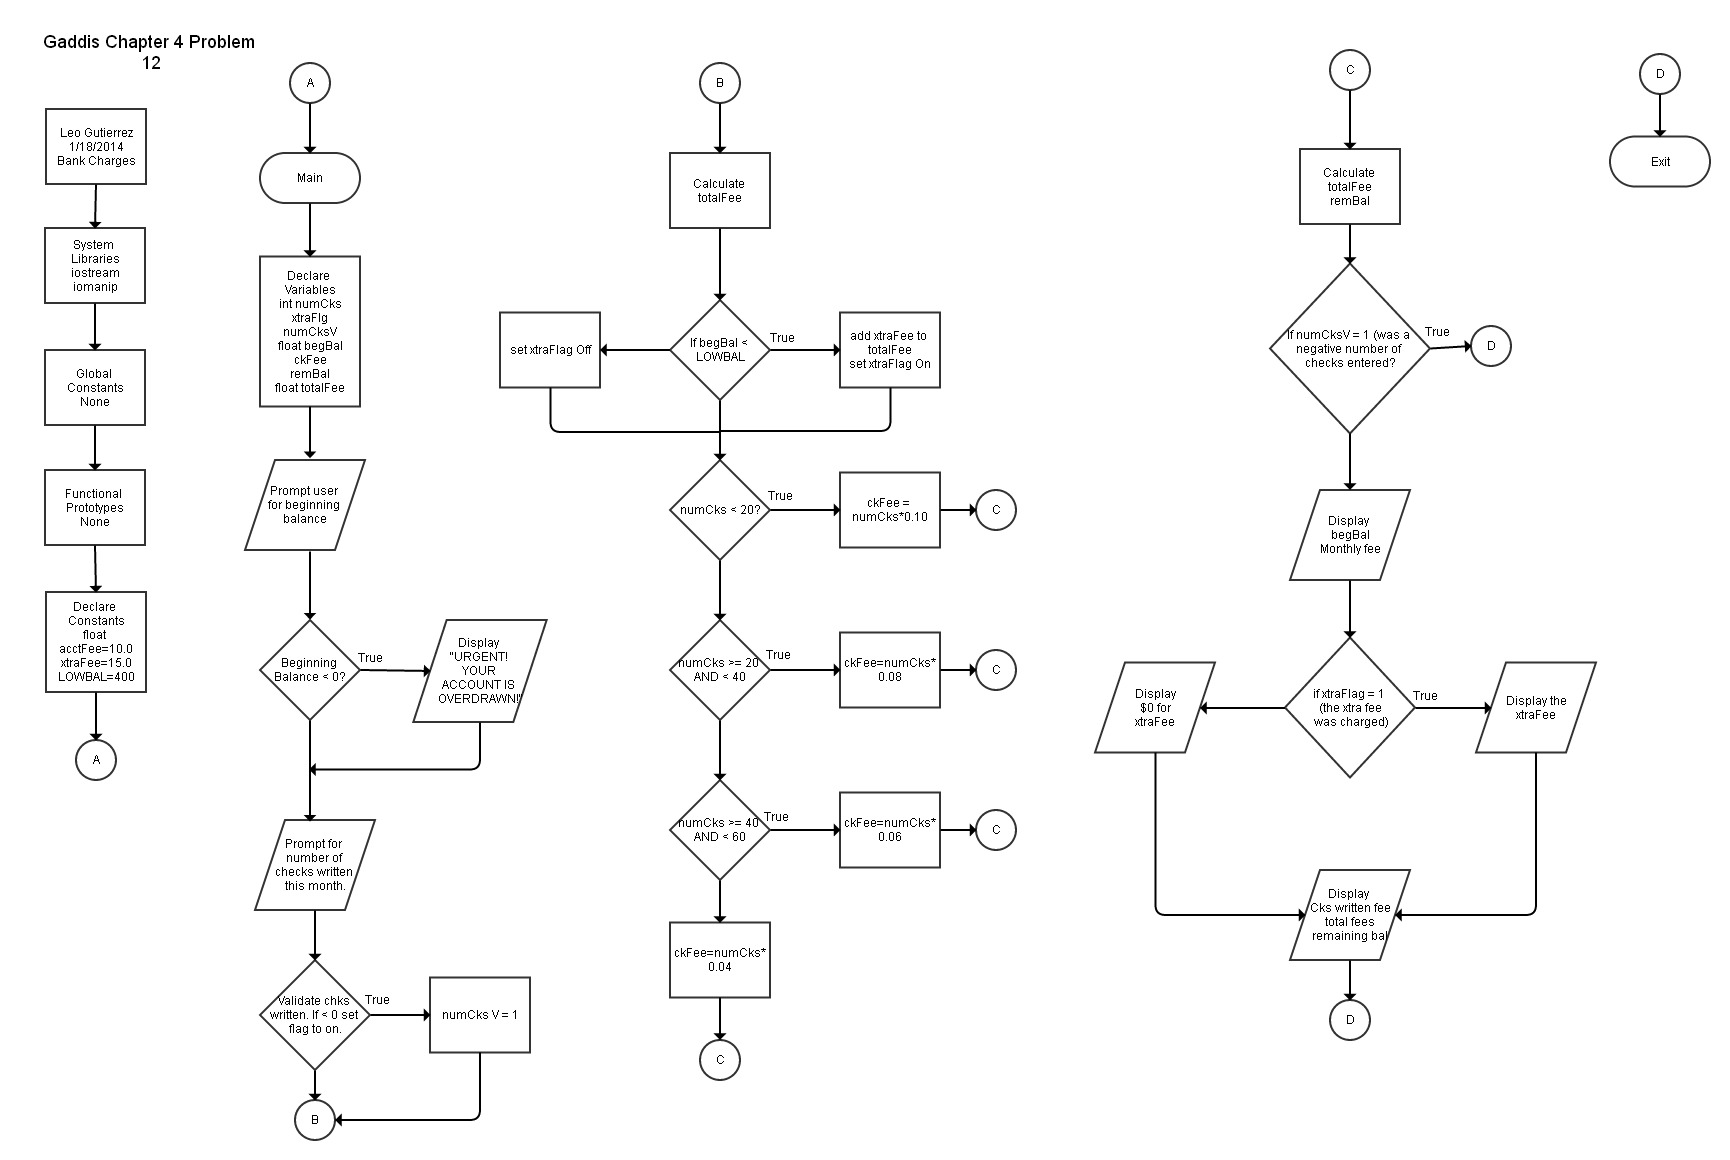 Gaddis Chapter 4 Problem
12
Leo Gutierrez
1/18/2014
Bank Charges
System
Libraries
iostream
iomanip
Global
Constants
None
Functional
Prototypes
None
Declare
Constants
float
acctFee=10.0
xtraFee=15.0
LOWBAL=400
A
A
Main
Declare
Variables
int numCks
xtraFlg
numCksV
float begBal
ckFee
remBal
float totalFee
Prompt user
for beginning
balance
Beginning
Balance < 0?
True
Display
"URGENT!
YOUR
ACCOUNT IS
OVERDRAWN!"
Prompt for
number of
checks written
this month.
Validate chks
written. If < 0 set
flag to on.
True
numCks V = 1
B
B
Calculate
totalFee
If begBal <
LOWBAL
set xtraFlag Off
True
add xtraFee to
totalFee
set xtraFlag On
numCks < 20?
True
ckFee =
numCks*0.10
C
numCks >= 20
AND < 40
True
ckFee=numCks*
0.08
C
numCks >= 40
AND < 60
True
ckFee=numCks*
0.06
C
ckFee=numCks*
0.04
C
C
Calculate
totalFee
remBal
If numCksV = 1 (was a
negative number of
checks entered?
True
D
Display
begBal
Monthly fee
if xtraFlag = 1
(the xtra fee
was charged)
Display
$0 for
xtraFee
True
Display the
xtraFee
Display
Cks written fee
total fees
remaining bal
D
D
Exit